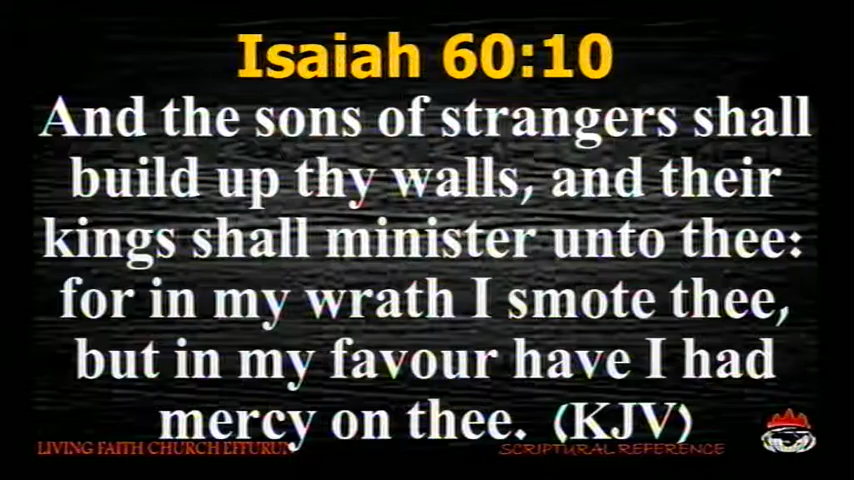 Isaiah 60:10
And the sons of strangers shall
build up thy walls, and their
kings shall minister unto thee:
for in my wrath I smote thee,
but in my favour have I had
mercy on thee. (KJV)
LIVING FAITH CHURCH EFFURUN
SCRIPTURAL REFERENCE